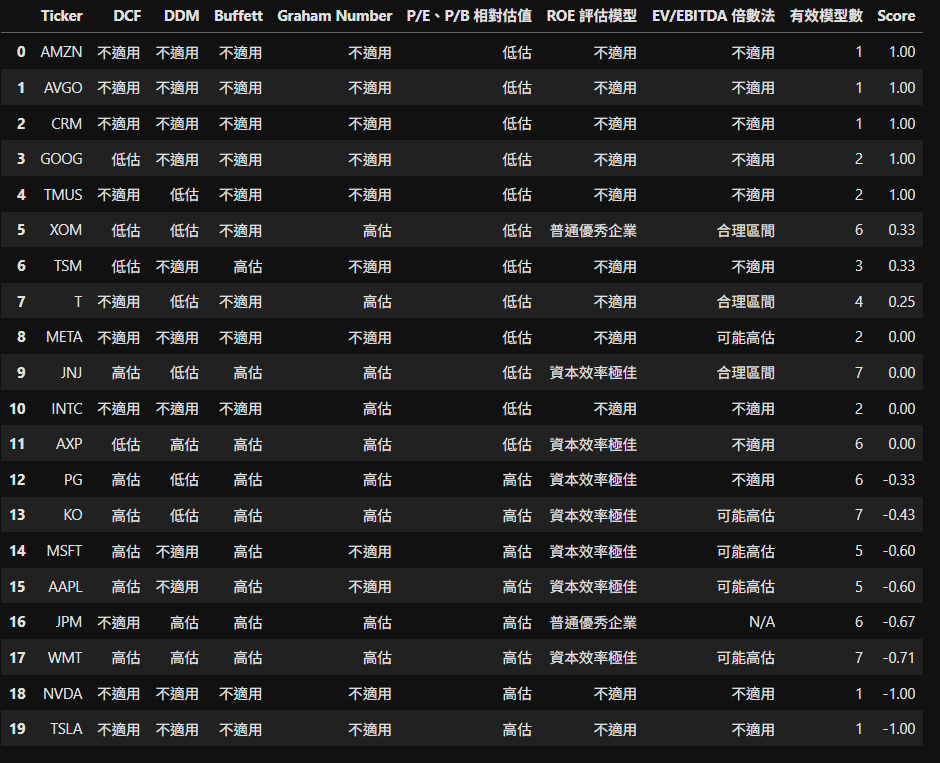 Ticker DCF DDM Buffett Graham Number P/E、P/B 相對估值 ROE 評估模型 EV/EBITDA 倍數法 有效模型數 Score
0 AMZN 不適用 不適用 不適用 不適用 低估 不適用 不適用 1 1.00
1 AVGO 不適用 不適用 不適用 不適用 低估 不適用 不適用 1 1.00
2 CRM 不適用 不適用 不適用 不適用 低估 不適用 不適用 1 1.00
3 GOOG 低估 不適用 不適用 不適用 低估 不適用 不適用 2 1.00
4 TMUS 不適用 低估 不適用 不適用 低估 不適用 不適用 2 1.00
5 XOM 低估 低估 不適用 高估 低估 普通優秀企業 合理區間 6 0.33
6 TSM 低估 不適用 高估 不適用 低估 不適用 不適用 3 0.33
7 T 不適用 低估 不適用 高估 低估 不適用 合理區間 4 0.25
8 META 不適用 不適用 不適用 不適用 低估 不適用 可能高估 2 0.00
9 JNJ 高估 低估 高估 高估 低估 資本效率極佳 合理區間 7 0.00
10 INTC 不適用 不適用 不適用 高估 低估 不適用 不適用 2 0.00
11 AXP 低估 高估 高估 高估 低估 資本效率極佳 不適用 6 0.00
12 PG 高估 低估 高估 高估 高估 資本效率極佳 不適用 6 -0.33
13 KO 高估 低估 高估 高估 高估 資本效率極佳 可能高估 7 -0.43
14 MSFT 高估 不適用 高估 不適用 高估 資本效率極佳 可能高估 5 -0.60
15 AAPL 高估 不適用 高估 不適用 高估 資本效率極佳 可能高估 5 -0.60
16 JPM 不適用 高估 高估 高估 高估 普通優秀企業 N/A 6 -0.67
17 WMT 高估 高估 高估 高估 高估 資本效率極佳 可能高估 7 -0.71
18 NVDA 不適用 不適用 不適用 不適用 高估 不適用 不適用 1 -1.00
19 TSLA 不適用 不適用 不適用 不適用 高估 不適用 不適用 1 -1.00